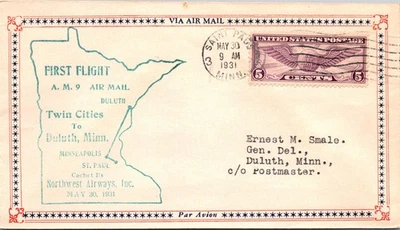 VIA AIR MAIL
FIRST FLIGHT
A.M. 9 AIR MAIL
DULUTH
Twin Cities
To
Duluth, Minn.
MINNEAPOLIS
ST. PAUL
Northwest Airways, Inc.
MAY 30, 1931
SAINT PAUL
MAY 30
9 AM
1931
MINN.
UNITED STATES POSTAGE
5 CENTS 5
Ernest M. Smale.
Gen. Del.,
Duluth, Minn.,
c/o Postmaster.
Par Avion